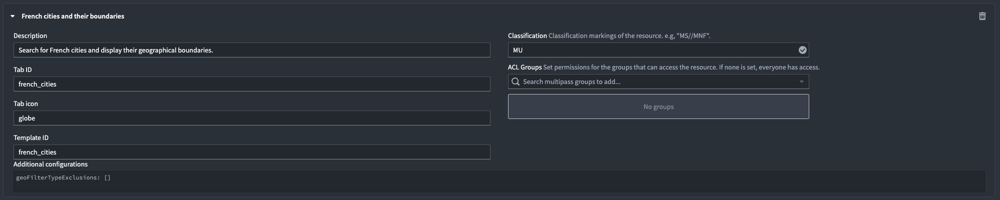 French cities and their boundaries
Description
Search for French cities and display their geographical boundaries.
Tab ID
french_cities
Tab icon
globe
Template ID
french_cities
Classification Classification markings of the resource. e.g, "MS//MNF".
MU
ACL Groups Set permissions for the groups that can access the resource. If none is set, everyone has access.
Search multipass groups to add...
No groups
Additional configurations
geoFilterTypeExclusions: []